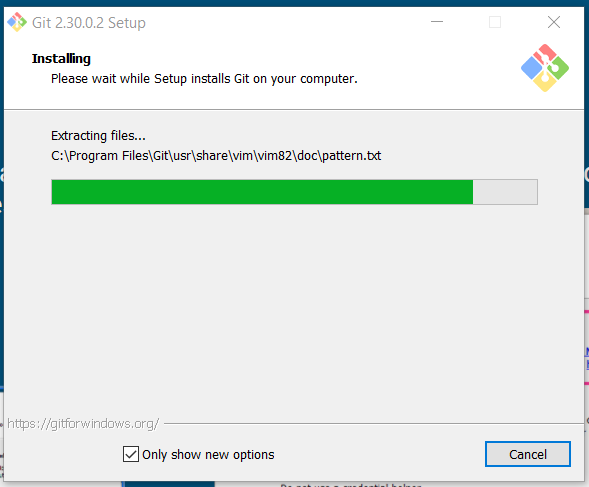 Git 2.30.0.2 Setup
Installing
Please wait while Setup installs Git on your computer.
Extracting files...
C:\Program Files\Git\usr\share\vim\vim82\doc\pattern.txt
https://gitforwindows.org/
Only show new options
Cancel